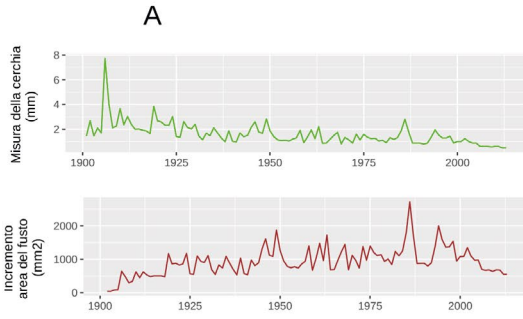 A
Misura della cerchia
(mm)
8
6
4
2
1900
1925
1950
1975
2000
Incremento
area del fusto
(mm2)
2000
1000
0
1900
1925
1950
1975
2000